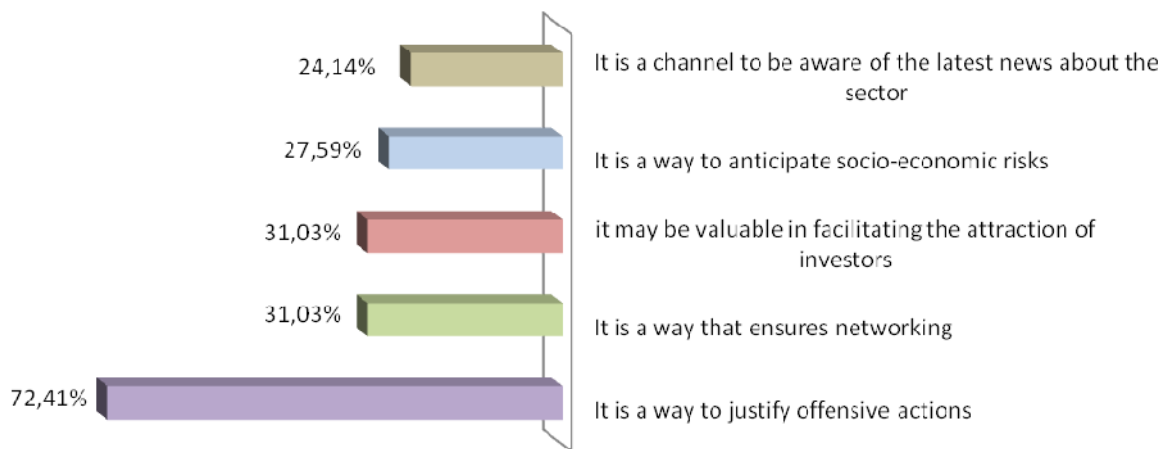 24,14%
It is a channel to be aware of the latest news about the
sector
27,59%
It is a way to anticipate socio-economic risks
31,03%
it may be valuable in facilitating the attraction of
investors
31,03%
It is a way that ensures networking
72,41%
It is a way to justify offensive actions